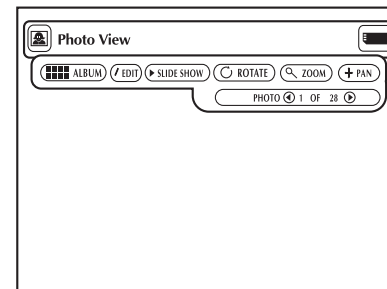 Photo View
ALBUM EDIT SLIDE SHOW ROTATE ZOOM PAN
PHOTO 1 OF 28